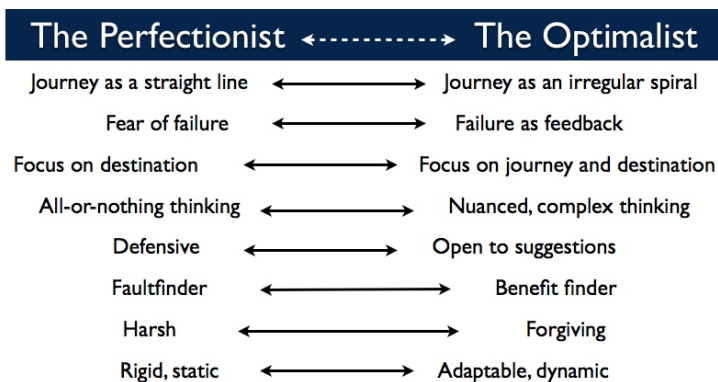 The Perfectionist The Optimalist
Journey as a straight line Journey as an irregular spiral
Fear of failure Failure as feedback
Focus on destination Focus on journey and destination
All-or-nothing thinking Nuanced, complex thinking
Defensive Open to suggestions
Faultfinder Benefit finder
Harsh Forgiving
Rigid, static Adaptable, dynamic